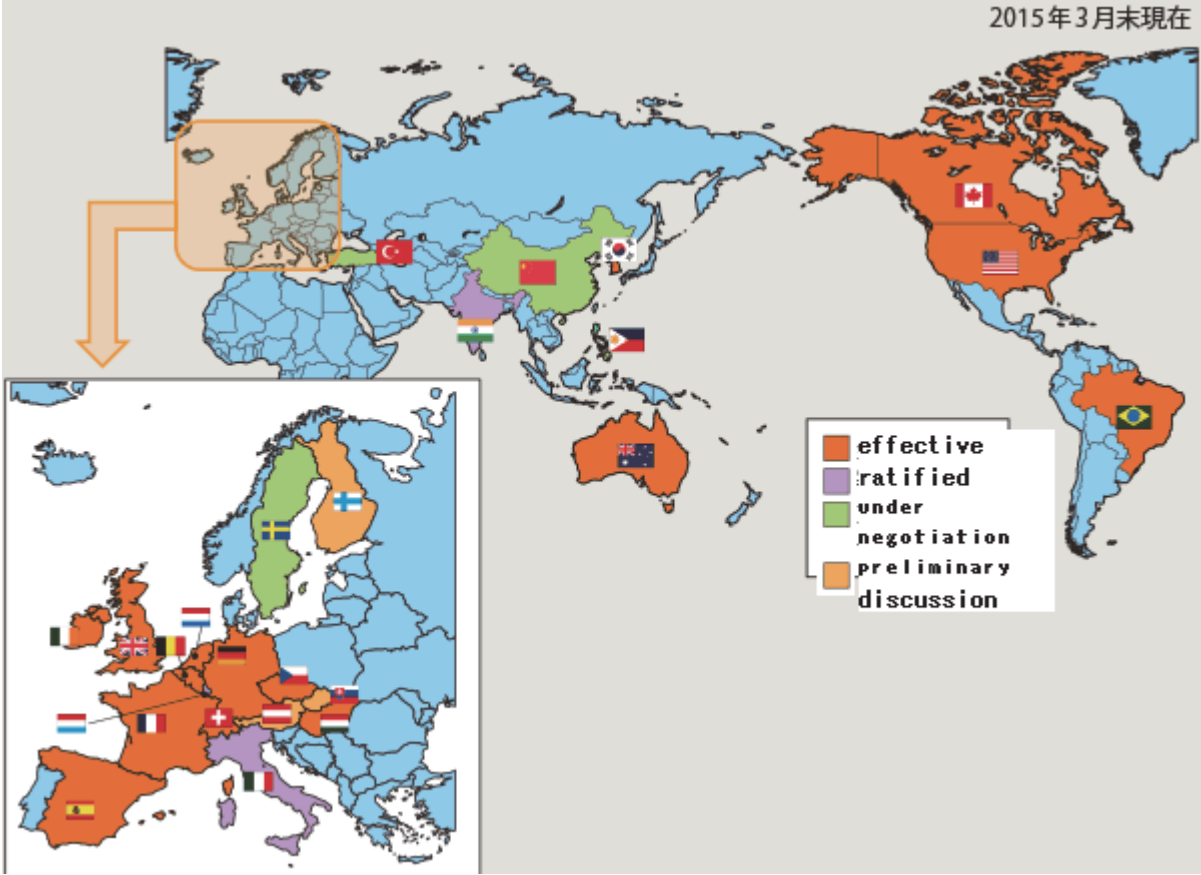 2015年3月末現在
effective
ratified
under
negotiation
preliminary
discussion